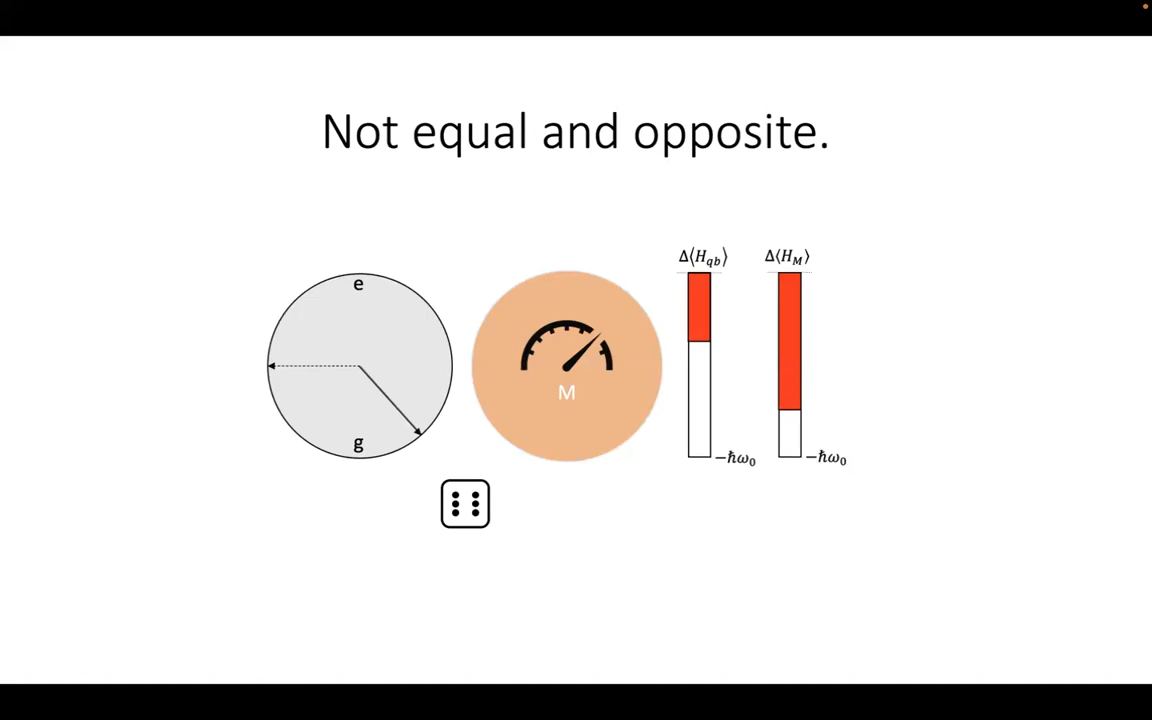 Not equal and opposite.
Δ⟨H_qb⟩
Δ⟨H_M⟩
e
M
g
−ħω₀
−ħω₀